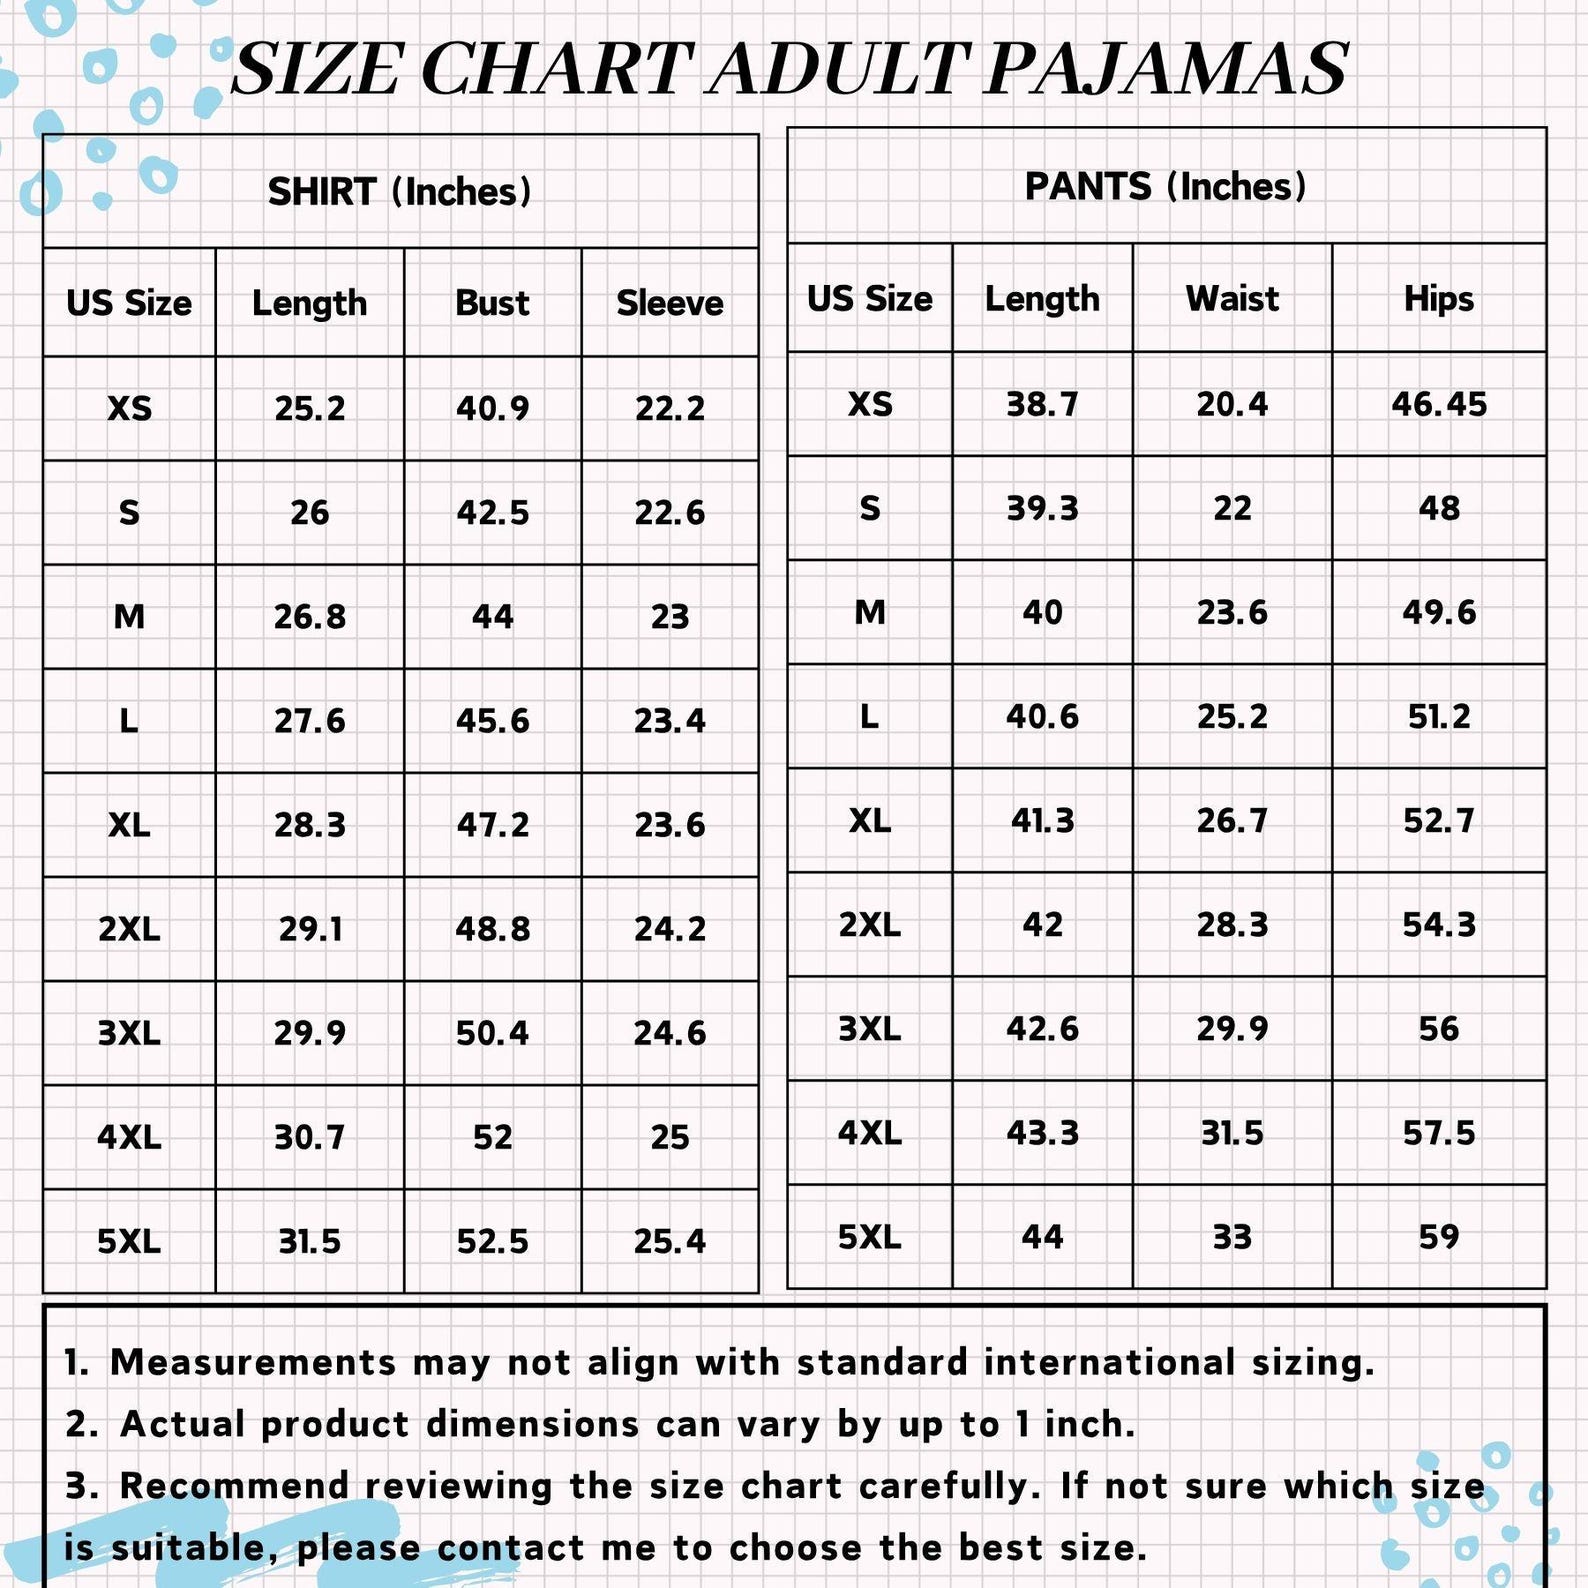 SIZE CHART ADULT PAJAMAS
SHIRT (Inches)
US Size Length Bust Sleeve
XS 25.2 40.9 22.2
S 26 42.5 22.6
M 26.8 44 23
L 27.6 45.6 23.4
XL 28.3 47.2 23.6
2XL 29.1 48.8 24.2
3XL 29.9 50.4 24.6
4XL 30.7 52 25
5XL 31.5 52.5 25.4
PANTS (Inches)
US Size Length Waist Hips
XS 38.7 20.4 46.45
S 39.3 22 48
M 40 23.6 49.6
L 40.6 25.2 51.2
XL 41.3 26.7 52.7
2XL 42 28.3 54.3
3XL 42.6 29.9 56
4XL 43.3 31.5 57.5
5XL 44 33 59
1. Measurements may not align with standard international sizing.
2. Actual product dimensions can vary by up to 1 inch.
3. Recommend reviewing the size chart carefully. If not sure which size
is suitable, please contact me to choose the best size.